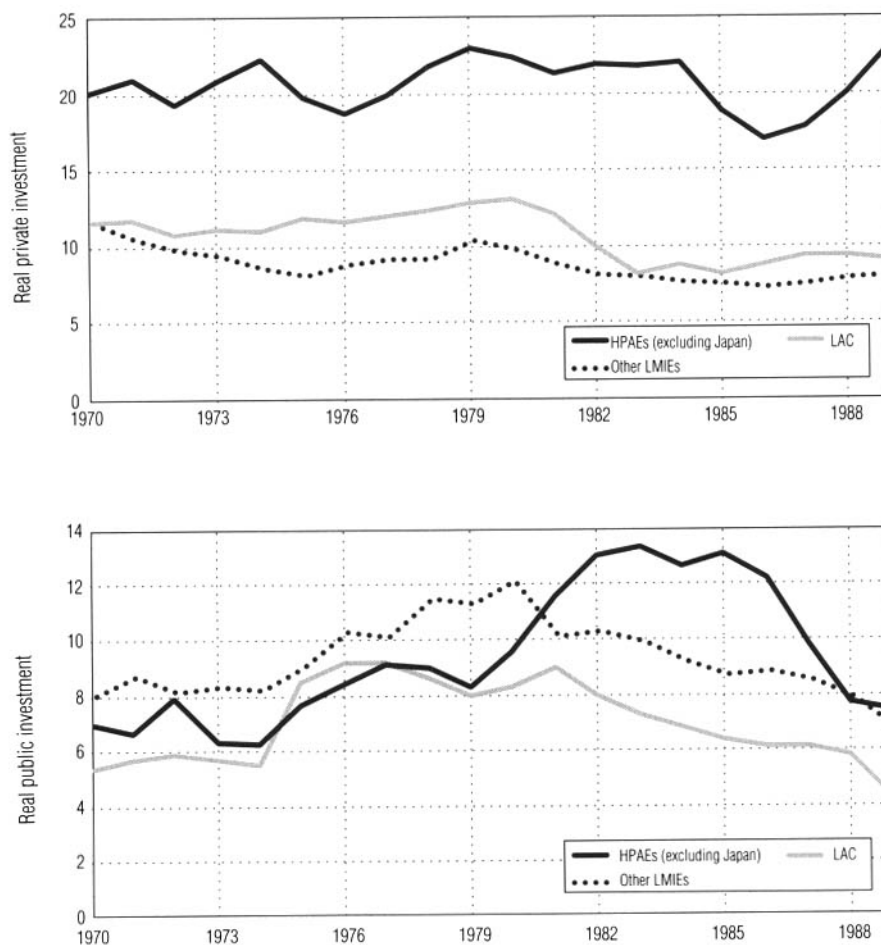 25
20
15
10
5
0
Real private investment
HPAEs (excluding Japan) LAC
Other LMIEs
1970 1973 1976 1979 1982 1985 1988
14
12
10
8
6
4
2
0
Real public investment
HPAEs (excluding Japan) LAC
Other LMIEs
1970 1973 1976 1979 1982 1985 1988